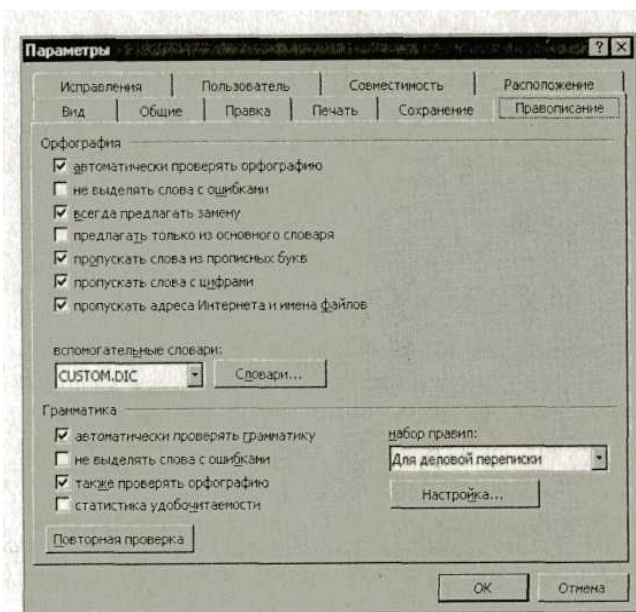 Параметры
Исправления Пользователь Совместимость Расположение
Вид Общие Правка Печать Сохранение Правописание
Орфография
автоматически проверять орфографию
не выделять слова с ошибками
всегда предлагать замену
предлагать только из основного словаря
пропускать слова из прописных букв
пропускать слова с цифрами
пропускать адреса Интернета и имена файлов
вспомогательные словари:
CUSTOM.DIC Словари...
Грамматика
автоматически проверять грамматику набор правил:
не выделять слова с ошибками Для деловой переписки
также проверять орфографию
статистика удобочитаемости Настройка...
Повторная проверка
ОК Отмена